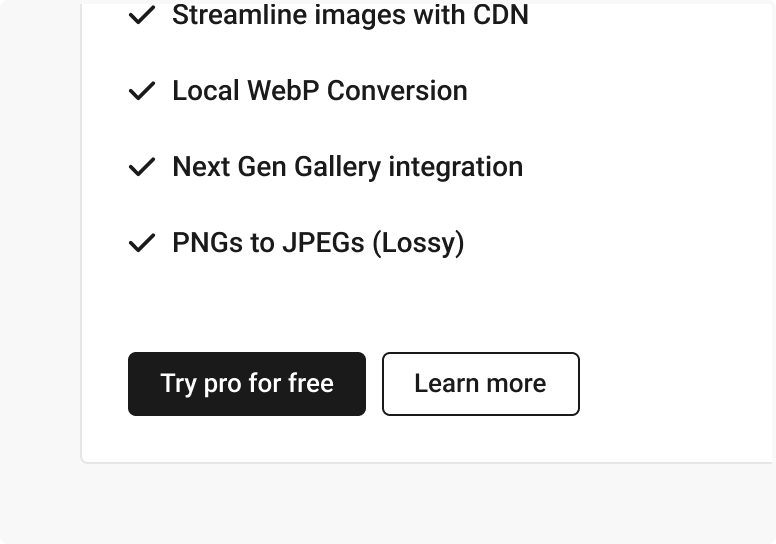 Streamline images with CDN
Local WebP Conversion
Next Gen Gallery integration
PNGs to JPEGs (Lossy)
Try pro for free
Learn more